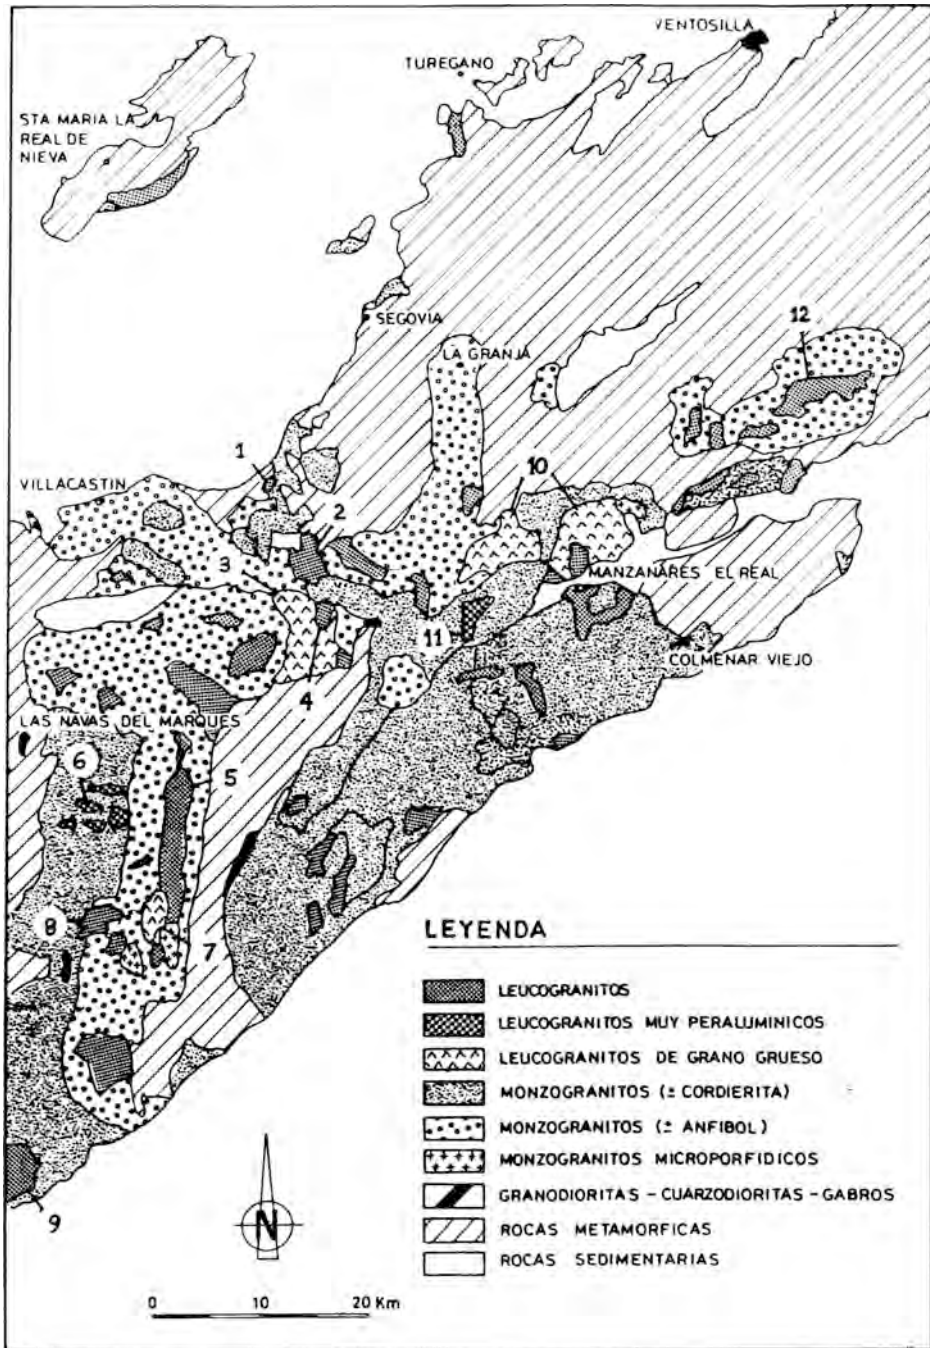 VENTOSILLA
TUREGANO
STA MARIA LA
REAL DE
NIEVA
SEGOVIA
LA GRANJA
12
1
VILLACASTIN
10
2
3
MANZANARES EL REAL
11
COLMENAR VIEJO
4
LAS NAVAS DEL MARQUES
6
5
8
7
9
LEYENDA
LEUCOGRANITOS
LEUCOGRANITOS MUY PERALUMINICOS
LEUCOGRANITOS DE GRANO GRUESO
MONZOGRANITOS (± CORDIERITA)
MONZOGRANITOS (± ANFIBOL)
MONZOGRANITOS MICROPORFIDICOS
GRANODIORITAS - CUARZODIORITAS - GABROS
ROCAS METAMORFICAS
ROCAS SEDIMENTARIAS
N
0 10 20 Km